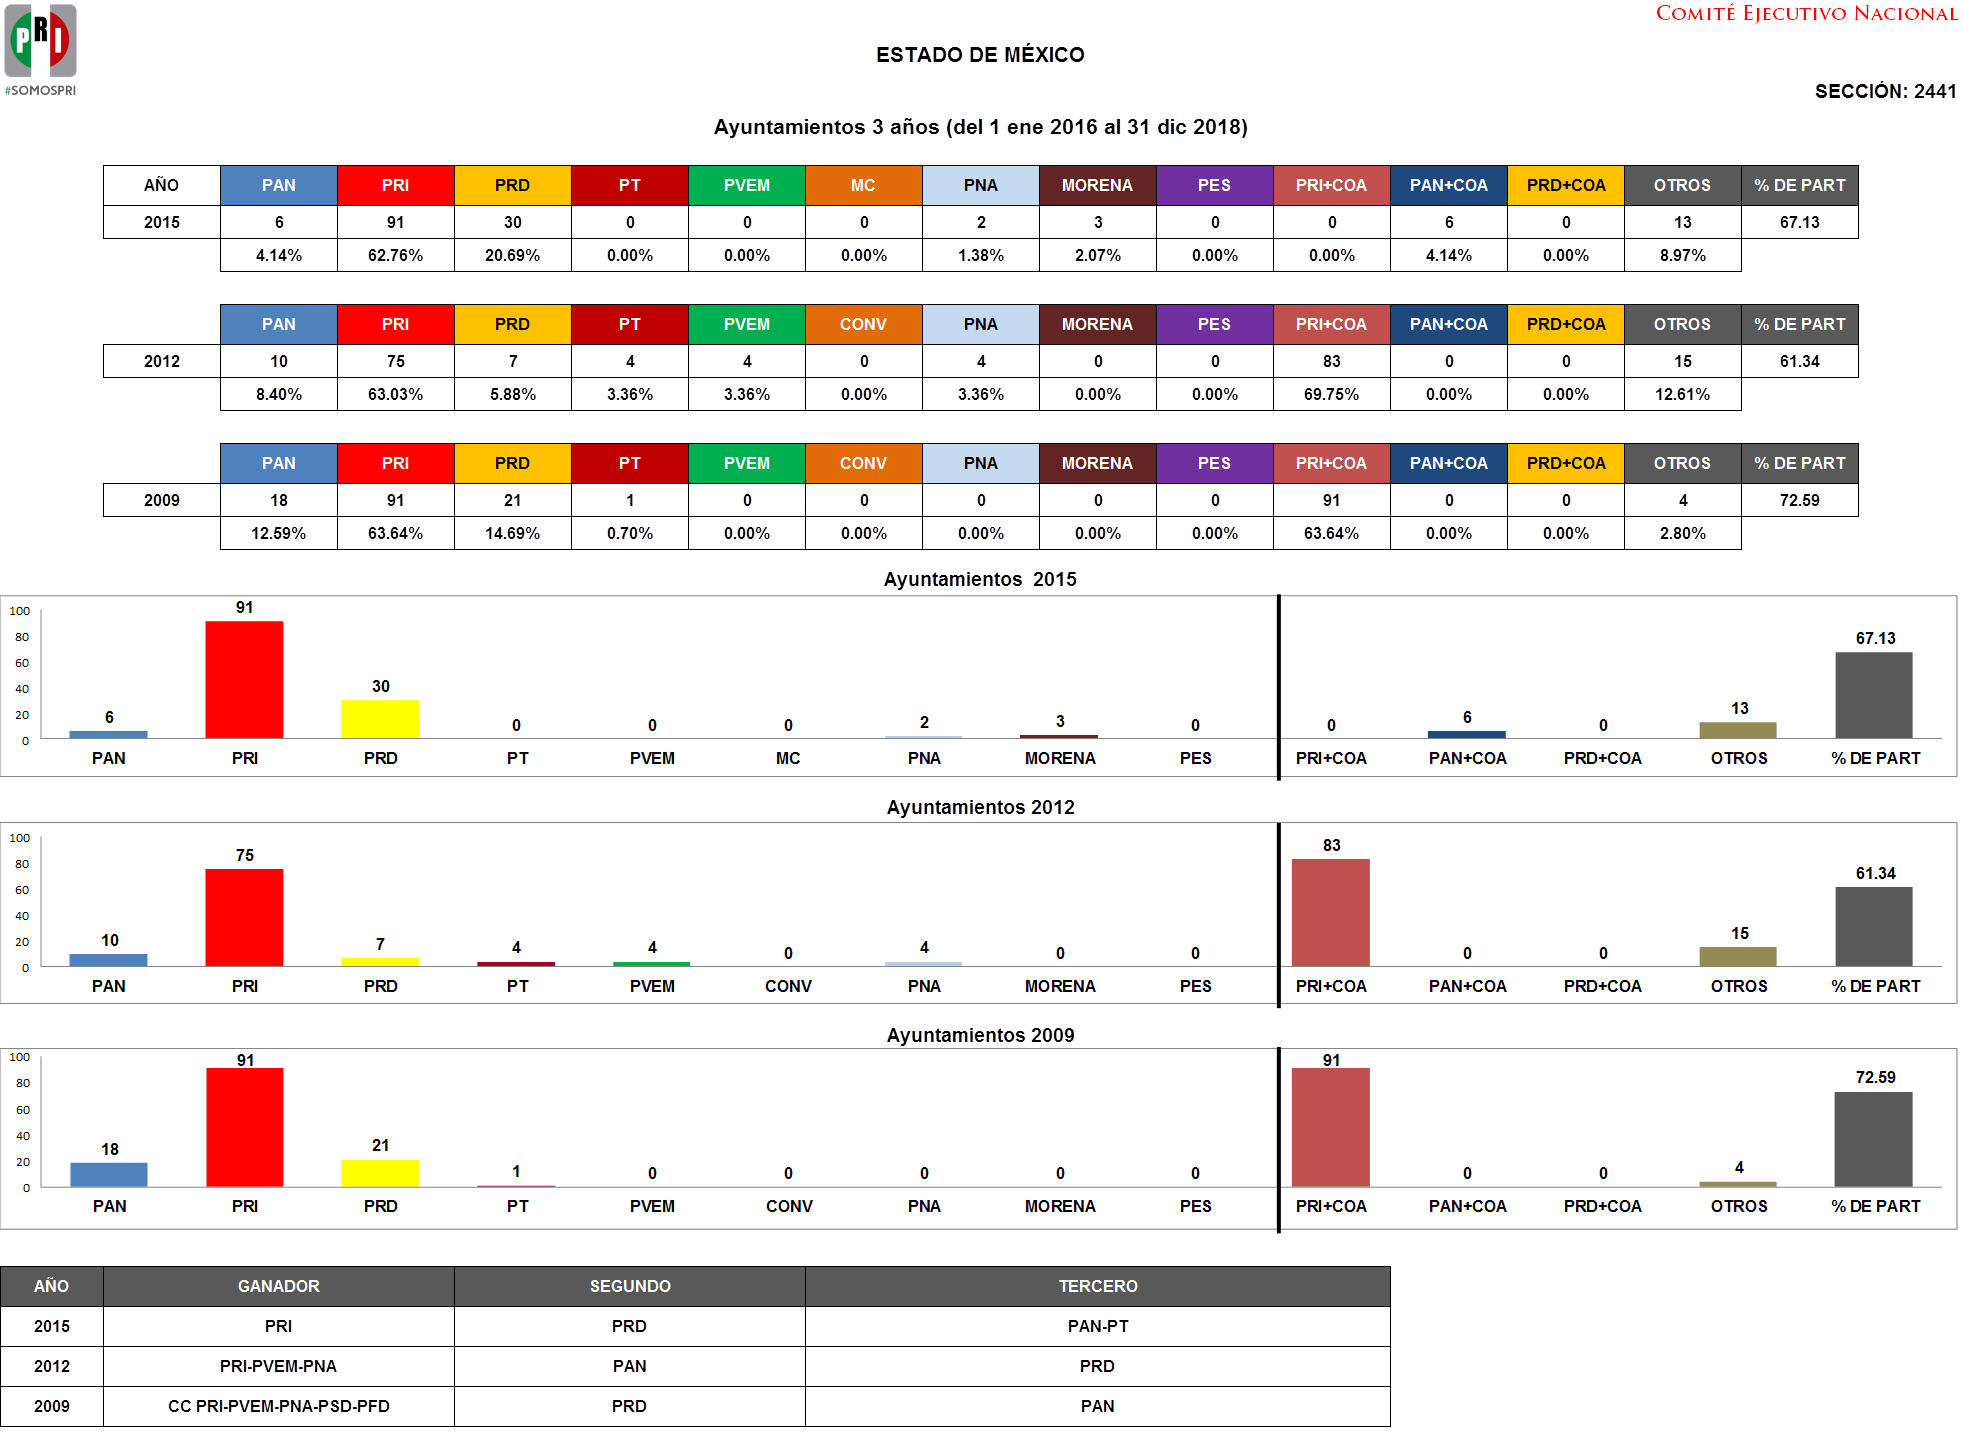 COMITÉ EJECUTIVO NACIONAL
PRI
#SOMOSPRI
ESTADO DE MÉXICO
SECCIÓN: 2441
Ayuntamientos 3 años (del 1 ene 2016 al 31 dic 2018)
AÑO PAN PRI PRD PT PVEM MC PNA MORENA PES PRI+COA PAN+COA PRD+COA OTROS % DE PART
2015 6 91 30 0 0 0 2 3 0 0 6 0 13 67.13
4.14% 62.76% 20.69% 0.00% 0.00% 0.00% 1.38% 2.07% 0.00% 0.00% 4.14% 0.00% 8.97%
PAN PRI PRD PT PVEM CONV PNA MORENA PES PRI+COA PAN+COA PRD+COA OTROS % DE PART
2012 10 75 7 4 4 0 4 0 0 83 0 0 15 61.34
8.40% 63.03% 5.88% 3.36% 3.36% 0.00% 3.36% 0.00% 0.00% 69.75% 0.00% 0.00% 12.61%
PAN PRI PRD PT PVEM CONV PNA MORENA PES PRI+COA PAN+COA PRD+COA OTROS % DE PART
2009 18 91 21 1 0 0 0 0 0 91 0 0 4 72.59
12.59% 63.64% 14.69% 0.70% 0.00% 0.00% 0.00% 0.00% 0.00% 63.64% 0.00% 0.00% 2.80%
Ayuntamientos 2015
100
80
60
40
20
0
6 91 30 0 0 0 2 3 0 0 6 0 13 67.13
PAN PRI PRD PT PVEM MC PNA MORENA PES PRI+COA PAN+COA PRD+COA OTROS % DE PART
Ayuntamientos 2012
100
80
60
40
20
0
10 75 7 4 4 0 4 0 0 83 0 0 15 61.34
PAN PRI PRD PT PVEM CONV PNA MORENA PES PRI+COA PAN+COA PRD+COA OTROS % DE PART
Ayuntamientos 2009
100
80
60
40
20
0
18 91 21 1 0 0 0 0 0 91 0 0 4 72.59
PAN PRI PRD PT PVEM CONV PNA MORENA PES PRI+COA PAN+COA PRD+COA OTROS % DE PART
AÑO GANADOR SEGUNDO TERCERO
2015 PRI PRD PAN-PT
2012 PRI-PVEM-PNA PAN PRD
2009 CC PRI-PVEM-PNA-PSD-PFD PRD PAN